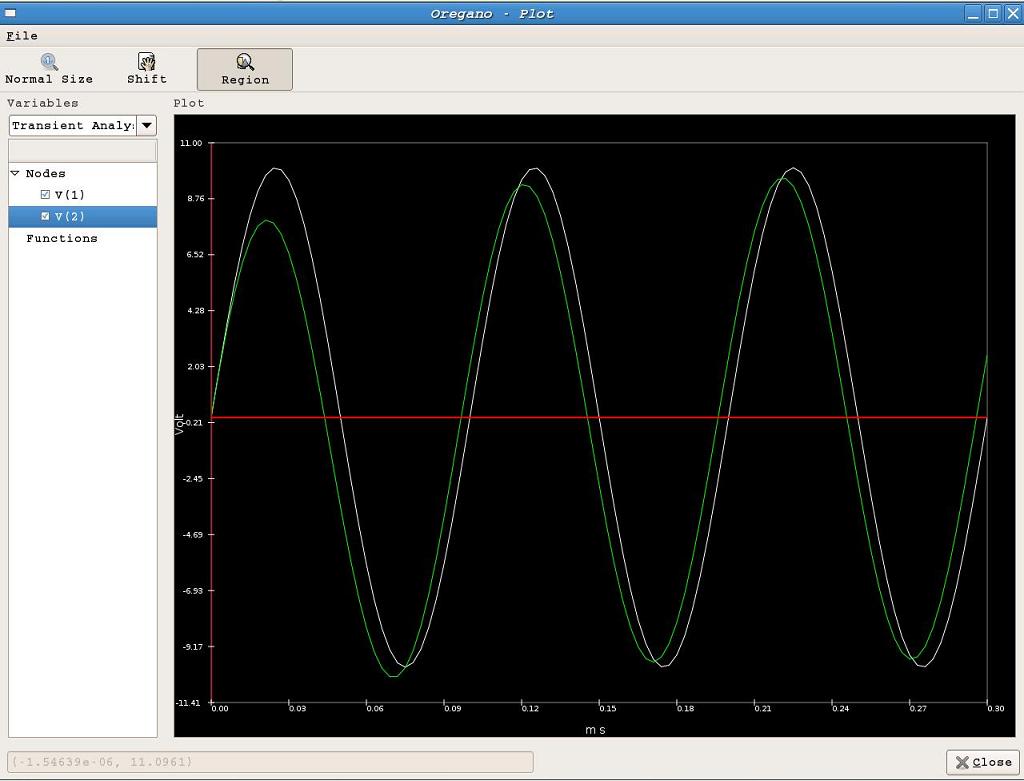 Oregano - Plot
File
Normal Size
Shift
Region
Variables
Plot
Transient Analy
Nodes
V(1)
V(2)
Functions
11.00
8.76
6.52
4.28
2.03
-0.21
-2.45
-4.69
-6.93
-9.17
-11.41
Volt
0.00 0.03 0.06 0.09 0.12 0.15 0.18 0.21 0.24 0.27 0.30
m s
(-1.54639e-06, 11.0961)
Close